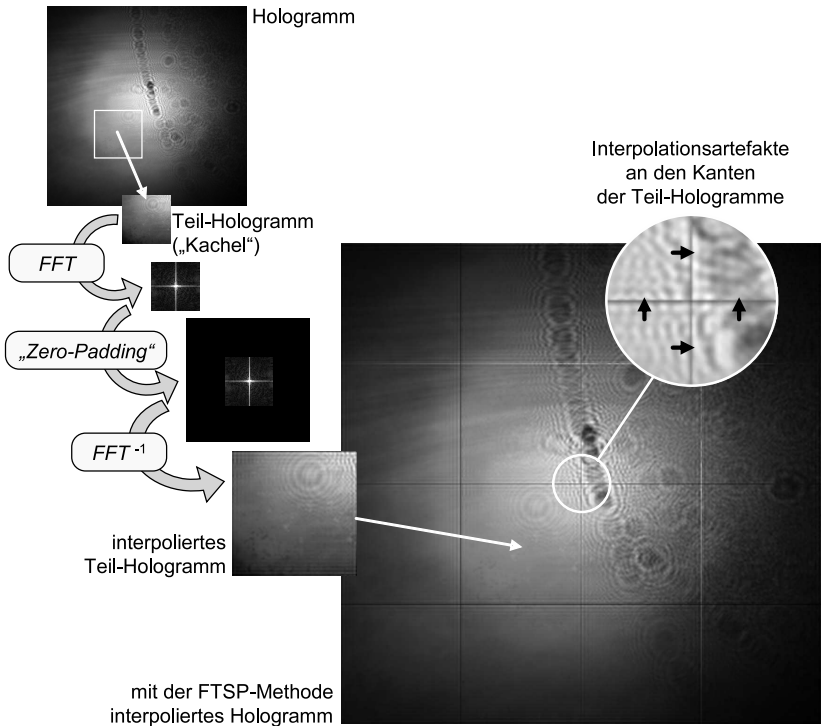 Hologramm
Interpolationsartefakte
an den Kanten
der Teil-Hologramme
Teil-Hologramm
(„Kachel“)
FFT
„Zero-Padding“
FFT -1
interpoliertes
Teil-Hologramm
mit der FTSP-Methode
interpoliertes Hologramm